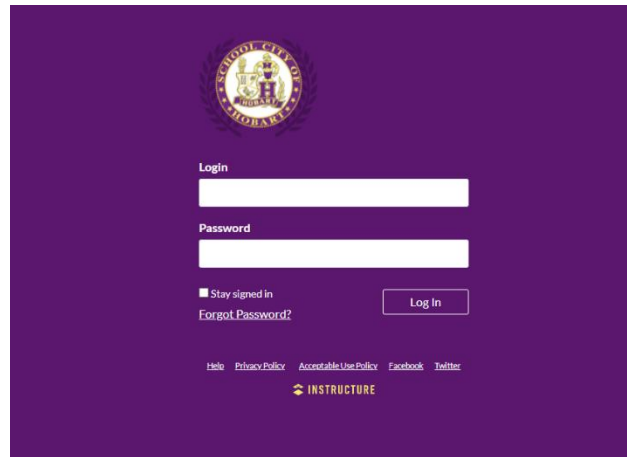 SCHOOL CITY OF
HOBART
HOBART
Login
Password
Stay signed in
Log In
Forgot Password?
Help Privacy Policy Acceptable Use Policy Facebook Twitter
INSTRUCTURE